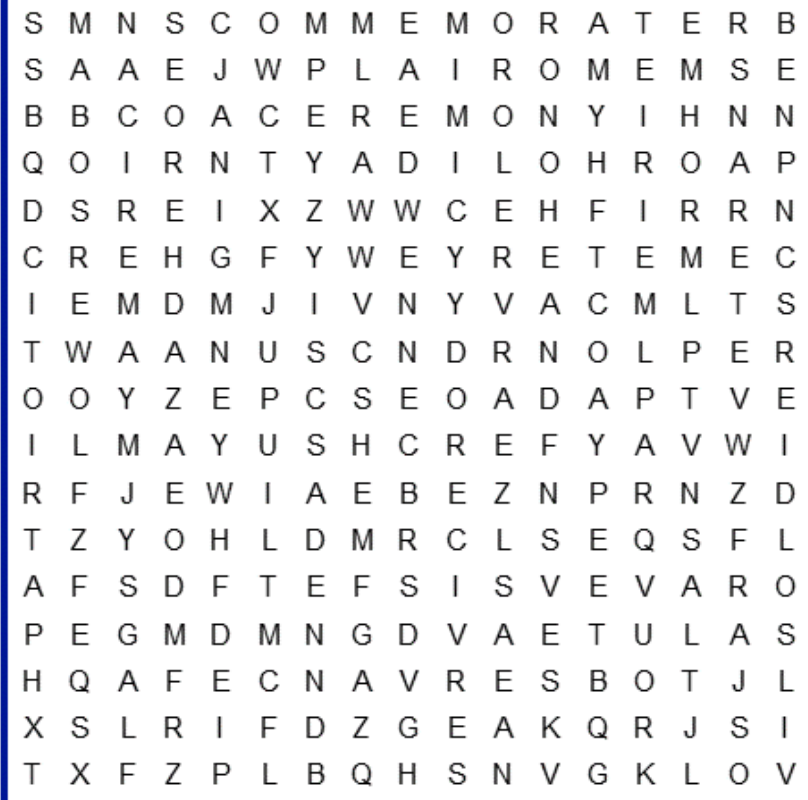 S M N S C O M M E M O R A T E R B
S A A E J W P L A I R O M E M S E
B B C O A C E R E M O N Y I H N N
Q O I R N T Y A D I L O H R O A P
D S R E I X Z W W C E H F I R R N
C R E H G F Y W E Y R E T E M E C
I E M D M J I V N Y V A C M L T S
T W A A N U S C N D R N O L P E R
O O Y Z E P C S E O A D A P T V E
I L M A Y U S H C R E F Y A V W I
R F J E W I A E B E Z N P R N Z D
T Z Y O H L D M R C L S E Q S F L
A F S D F T E F S I S V E V A R O
P E G M D M N G D V A E T U L A S
H Q A F E C N A V R E S B O T J L
X S L R I F D Z G E A K Q R J S I
T X F Z P L B Q H S N V G K L O V